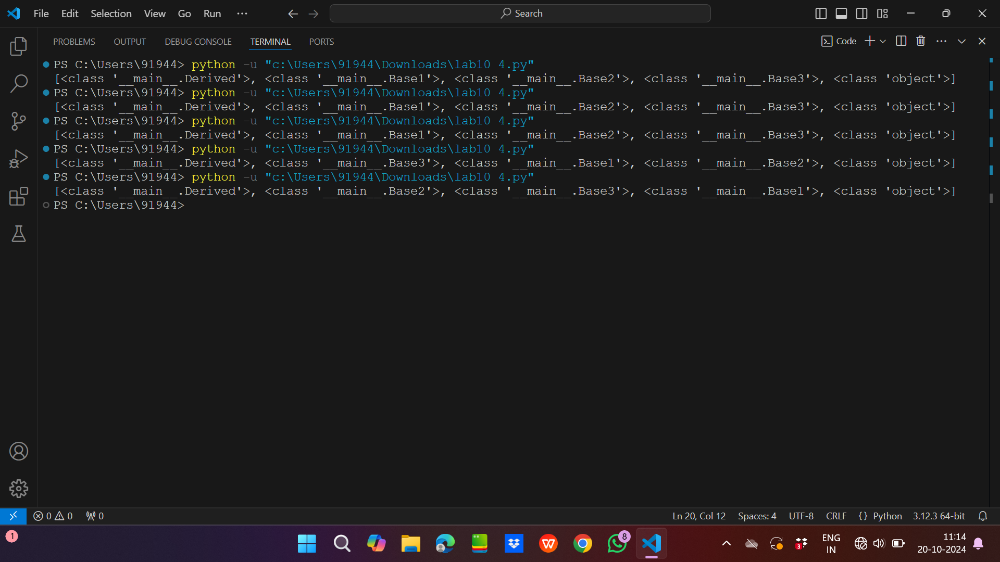 File Edit Selection View Go Run ··· Search
PROBLEMS OUTPUT DEBUG CONSOLE TERMINAL PORTS Code
PS C:\Users\91944> python -u "c:\Users\91944\Downloads\lab10 4.py"
[<class '__main__.Derived'>, <class '__main__.Base1'>, <class '__main__.Base2'>, <class '__main__.Base3'>, <class 'object'>]
PS C:\Users\91944> python -u "c:\Users\91944\Downloads\lab10 4.py"
[<class '__main__.Derived'>, <class '__main__.Base1'>, <class '__main__.Base2'>, <class '__main__.Base3'>, <class 'object'>]
PS C:\Users\91944> python -u "c:\Users\91944\Downloads\lab10 4.py"
[<class '__main__.Derived'>, <class '__main__.Base1'>, <class '__main__.Base2'>, <class '__main__.Base3'>, <class 'object'>]
PS C:\Users\91944> python -u "c:\Users\91944\Downloads\lab10 4.py"
[<class '__main__.Derived'>, <class '__main__.Base3'>, <class '__main__.Base1'>, <class '__main__.Base2'>, <class 'object'>]
PS C:\Users\91944> python -u "c:\Users\91944\Downloads\lab10 4.py"
[<class '__main__.Derived'>, <class '__main__.Base2'>, <class '__main__.Base3'>, <class '__main__.Base1'>, <class 'object'>]
PS C:\Users\91944>
0 0 0 Ln 20, Col 12 Spaces: 4 UTF-8 CRLF {} Python 3.12.3 64-bit
1 W 8 3 ENG 11:14
IN 20-10-2024